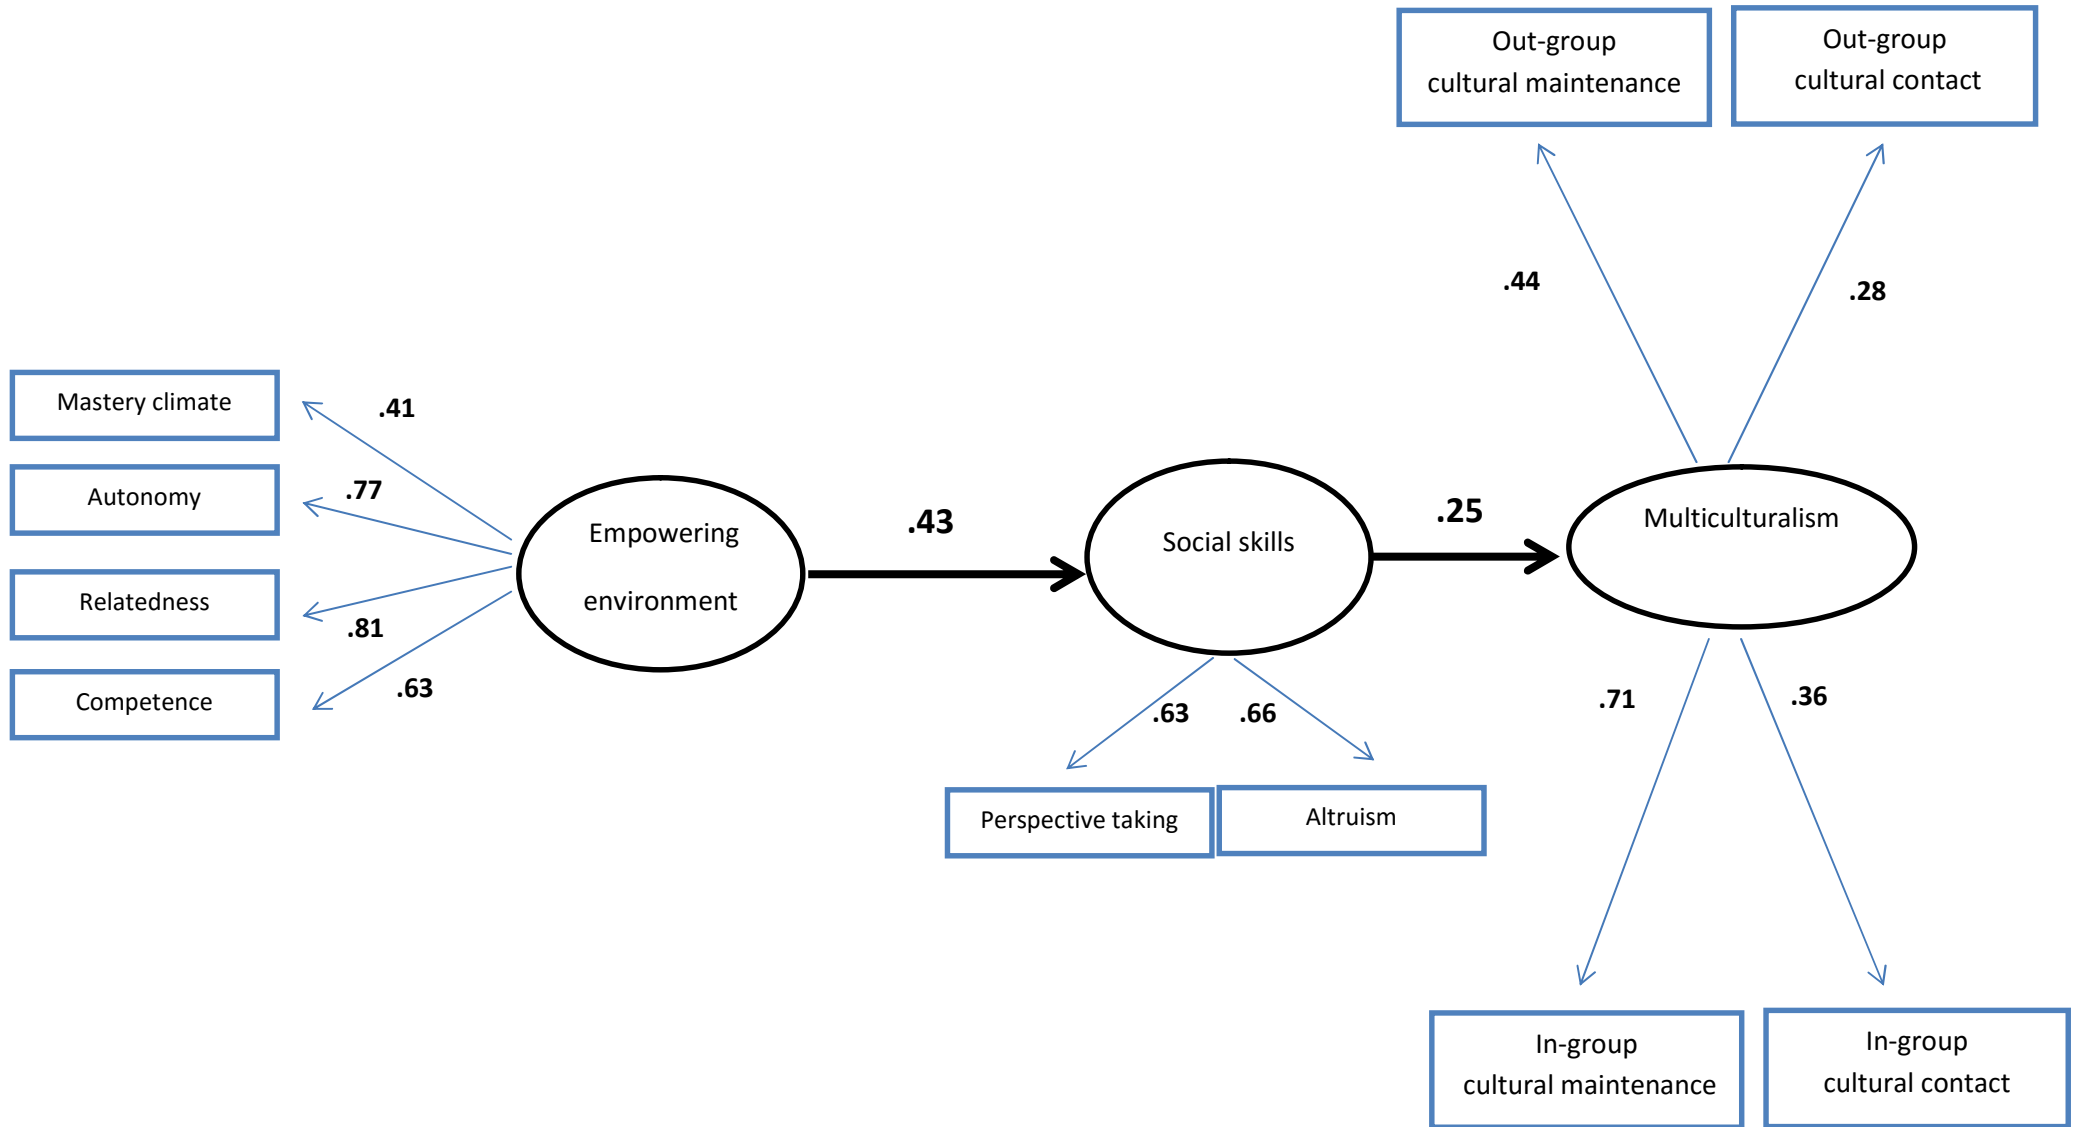 Out-group
cultural maintenance
Out-group
cultural contact
.44
.28
Mastery climate
.41
Autonomy
.77
Relatedness
.81
Competence
.63
Empowering
environment
.43
Social skills
.25
Multiculturalism
.63
.66
Perspective taking
Altruism
.71
.36
In-group
cultural maintenance
In-group
cultural contact